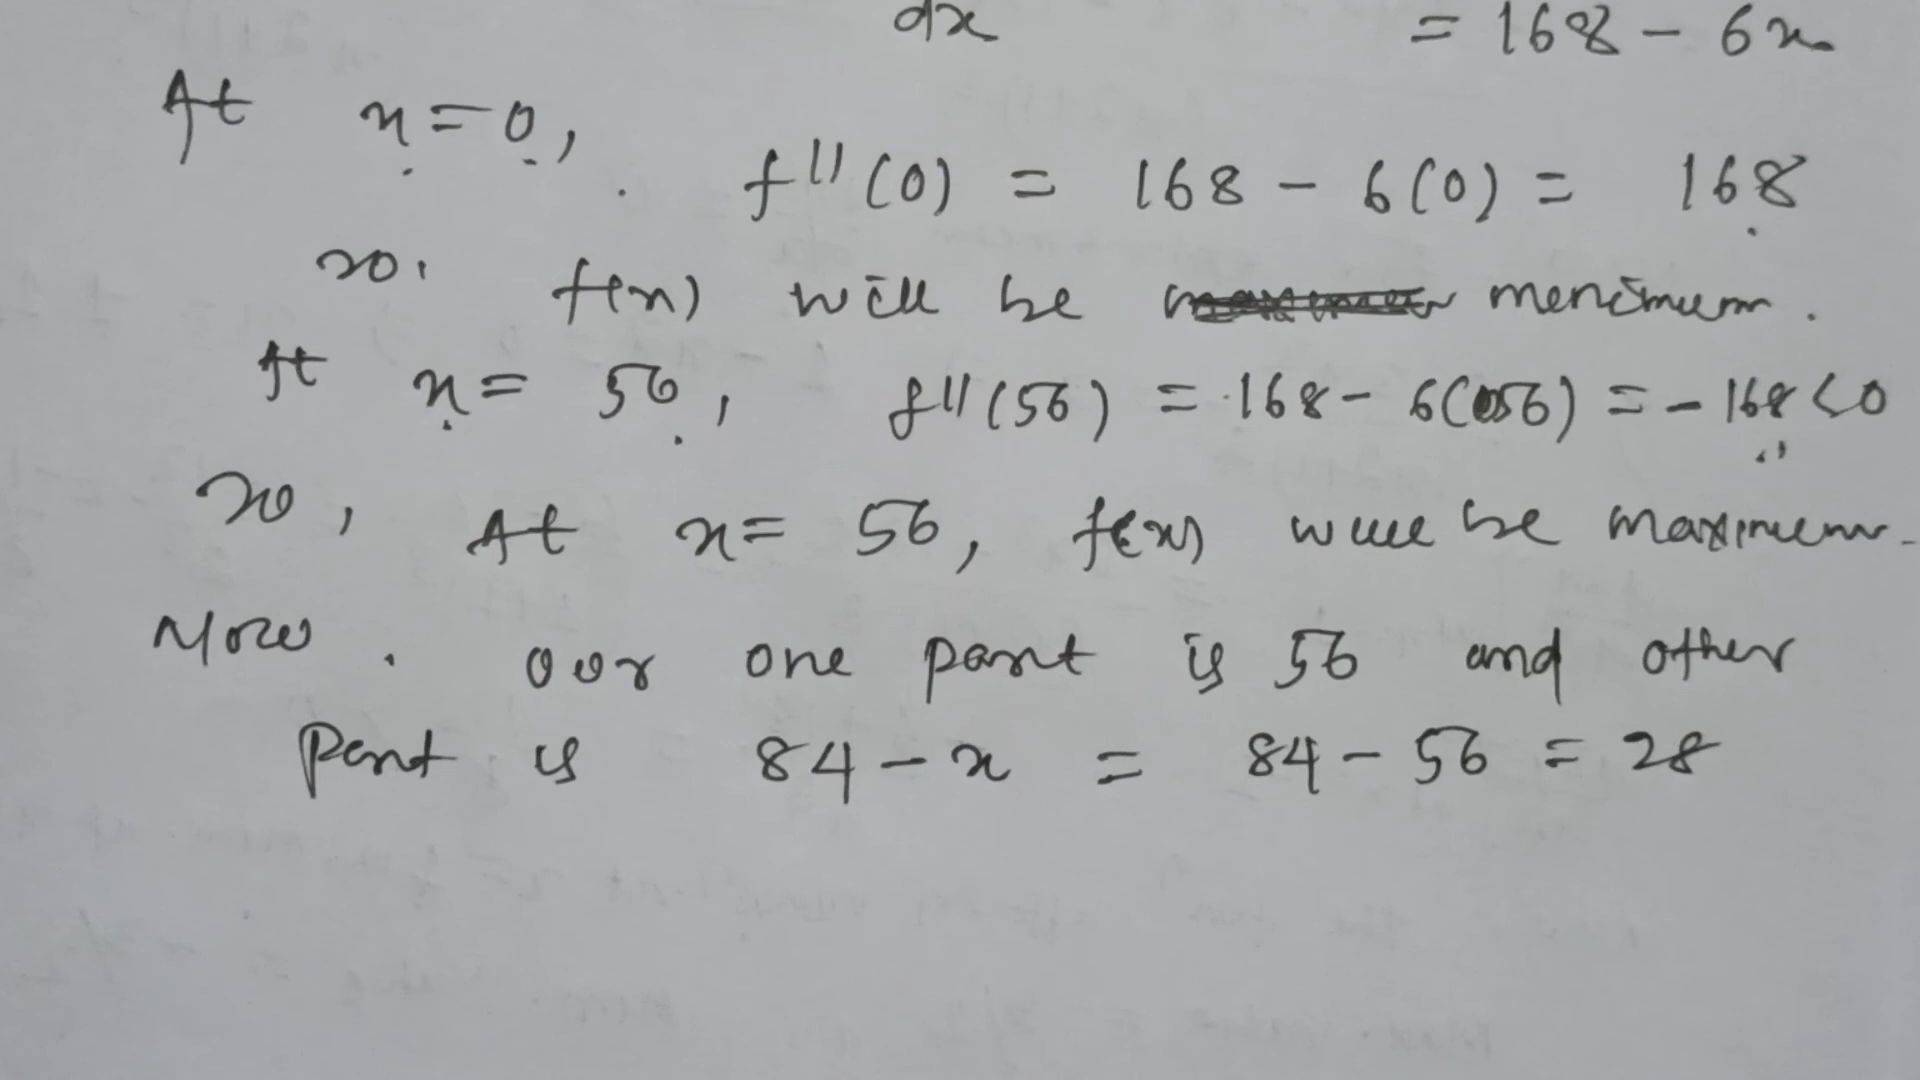 dx = 168 - 6x
At x = 0,
f''(0) = 168 - 6(0) = 168
so, f(x) will be minimum.
At x = 56, f''(56) = 168 - 6(56) = -168 < 0
so, At x = 56, f(x) will be maximum.
Now. our one part is 56 and other
part is 84 - x = 84 - 56 = 28